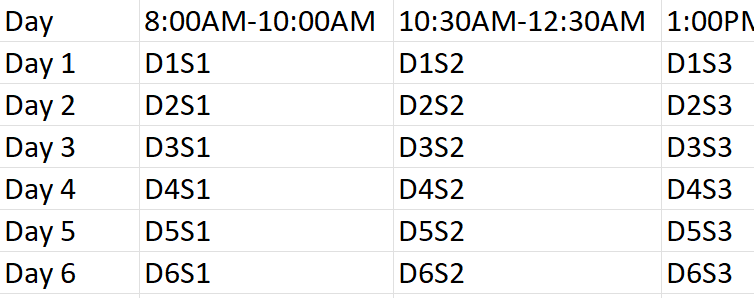 Day 8:00AM-10:00AM 10:30AM-12:30AM
Day 1 D1S1 D1S2 D1S3
Day 2 D2S1 D2S2 D2S3
Day 3 D3S1 D3S2 D3S3
Day 4 D4S1 D4S2 D4S3
Day 5 D5S1 D5S2 D5S3
Day 6 D6S1 D6S2 D6S3